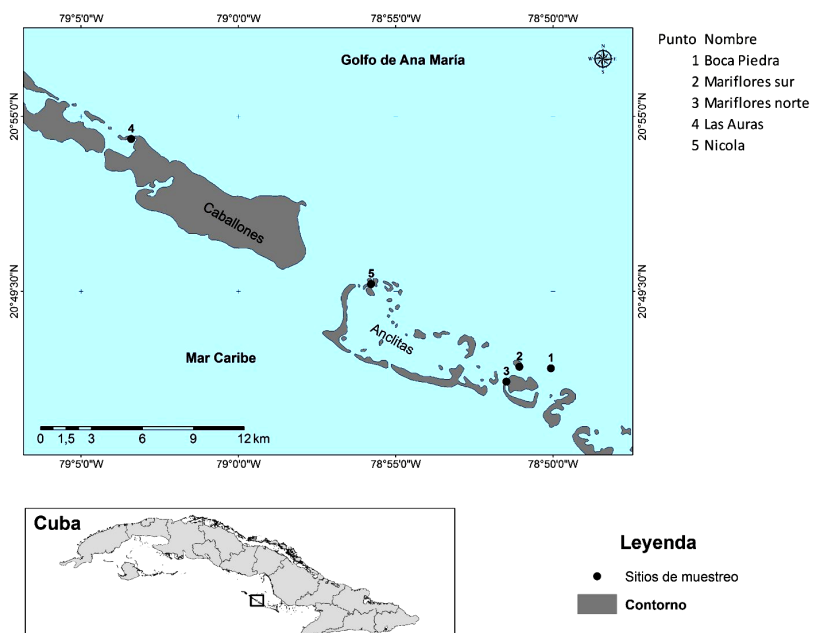 79°5'0"W 79°0'0"W 78°55'0"W 78°50'0"W
Golfo de Ana María
N
W E
S
Punto Nombre
1 Boca Piedra
2 Mariflores sur
3 Mariflores norte
4 Las Auras
5 Nicola
20°55'0"N
20°55'0"N
4
Caballones
20°49'30"N
20°49'30"N
5
Anclitas
Mar Caribe
2 1
3
0 1,5 3 6 9 12 km
79°5'0"W 79°0'0"W 78°55'0"W 78°50'0"W
Cuba
Leyenda
Sitios de muestreo
Contorno